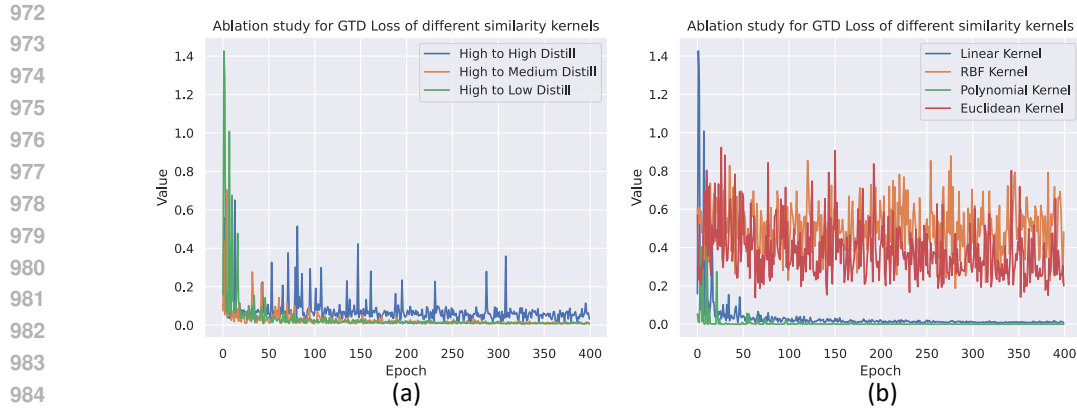 972
973
974
975
976
977
978
979
980
981
982
983
984
Ablation study for GTD Loss of different similarity kernels
High to High Distill
High to Medium Distill
High to Low Distill
Value
1.4
1.2
1.0
0.8
0.6
0.4
0.2
0.0
0 50 100 150 200 250 300 350 400
Epoch
(a)
Ablation study for GTD Loss of different similarity kernels
Linear Kernel
RBF Kernel
Polynomial Kernel
Euclidean Kernel
Value
1.4
1.2
1.0
0.8
0.6
0.4
0.2
0.0
0 50 100 150 200 250 300 350 400
Epoch
(b)